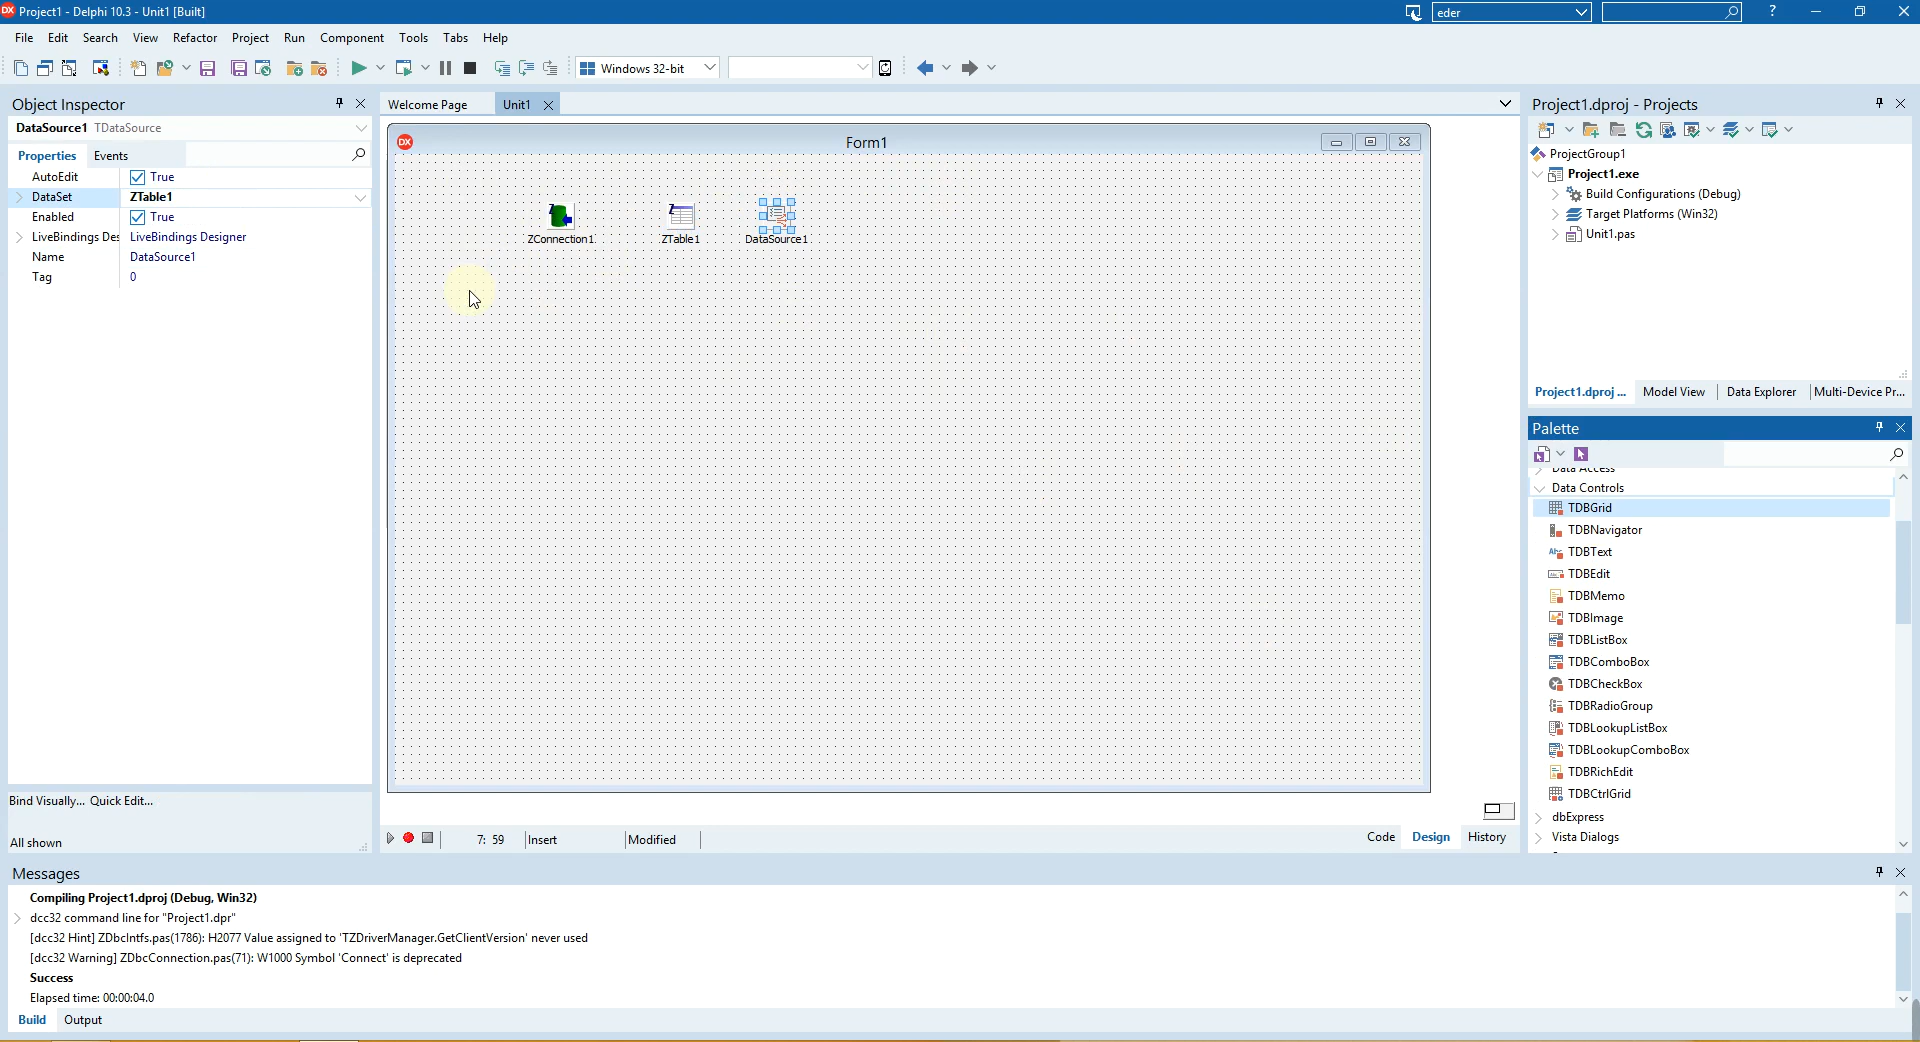 Project1 - Delphi 10.3 - Unit1 [Built]
eder
?
File Edit Search View Refactor Project Run Component Tools Tabs Help
Windows 32-bit
Object Inspector
DataSource1 TDataSource
Properties Events
AutoEdit True
DataSet ZTable1
Enabled True
LiveBindings Des LiveBindings Designer
Name DataSource1
Tag 0
Bind Visually... Quick Edit...
All shown
Welcome Page Unit1
DX Form1
ZConnection1 ZTable1 DataSource1
7: 59 Insert Modified
Code Design History
Project1.dproj - Projects
ProjectGroup1
Project1.exe
Build Configurations (Debug)
Target Platforms (Win32)
Unit1.pas
Project1.dproj ... Model View Data Explorer Multi-Device Pr...
Palette
Data Access
Data Controls
TDBGrid
TDBNavigator
TDBText
TDBEdit
TDBMemo
TDBImage
TDBListBox
TDBComboBox
TDBCheckBox
TDBRadioGroup
TDBLookupListBox
TDBLookupComboBox
TDBRichEdit
TDBCtrlGrid
dbExpress
Vista Dialogs
Messages
Compiling Project1.dproj (Debug, Win32)
dcc32 command line for "Project1.dpr"
[dcc32 Hint] ZDbcIntfs.pas(1786): H2077 Value assigned to 'TZDriverManager.GetClientVersion' never used
[dcc32 Warning] ZDbcConnection.pas(71): W1000 Symbol 'Connect' is deprecated
Success
Elapsed time: 00:00:04.0
Build Output